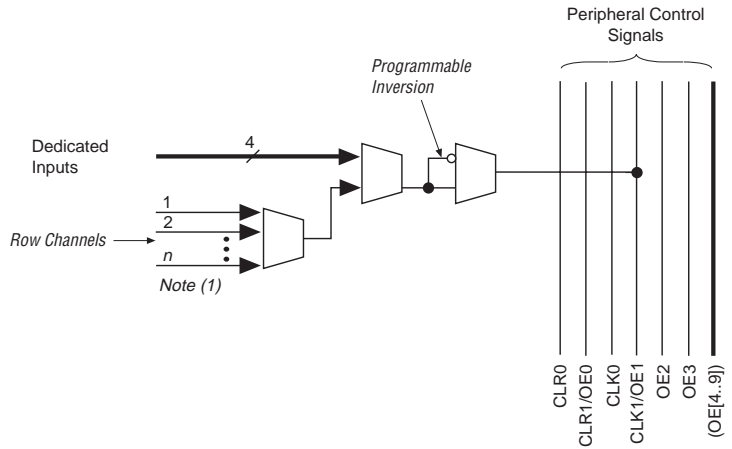 Peripheral Control
Signals
Programmable
Inversion
Dedicated
Inputs
4
1
2
n
Row Channels
Note (1)
CLR0
CLR1/OE0
CLK0
CLK1/OE1
OE2
OE3
(OE[4..9])